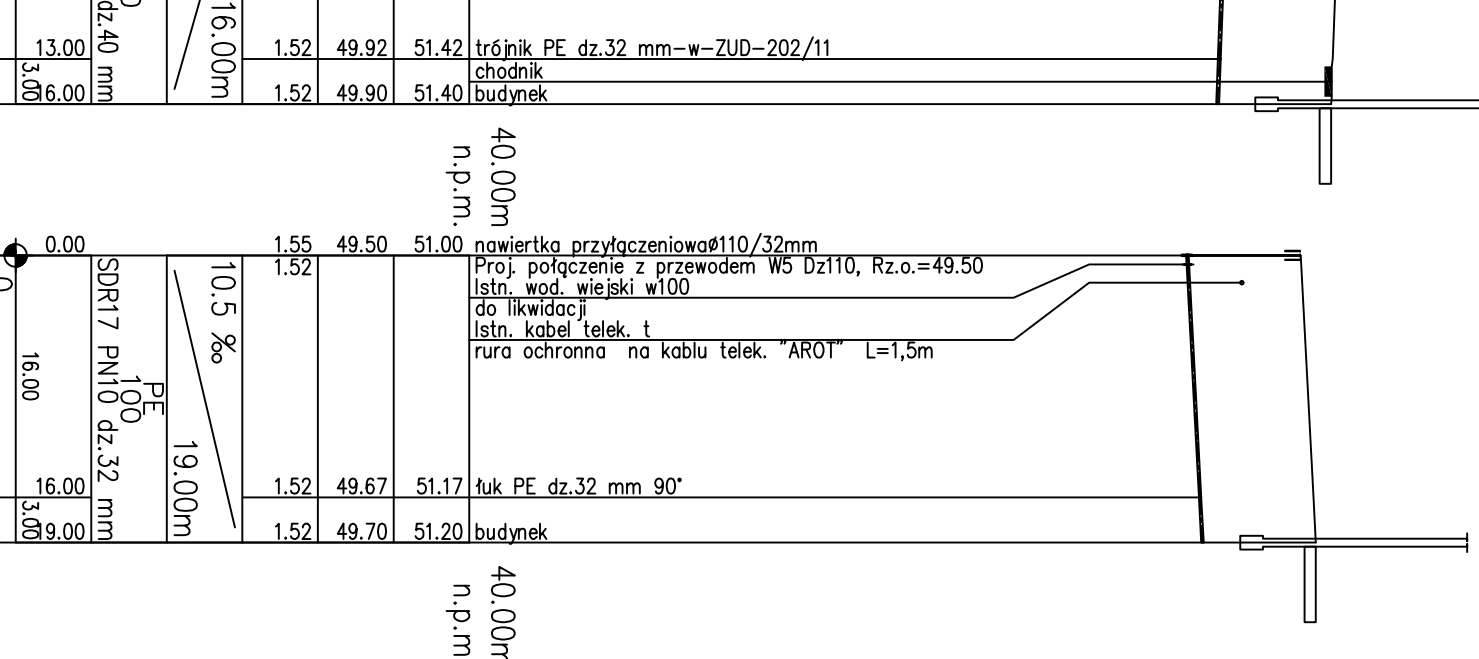 dz.40 mm
16.00m
13.00 1.52 49.92 51.42 trójnik PE dz.32 mm-w-ZUD-202/11
3.00
chodnik
16.00 1.52 49.90 51.40 budynek
40.00m
n.p.m.
0.00 1.55 49.50 51.00 nawiertka przyłączeniowaø110/32mm
1.52
Proj. połączenie z przewodem W5 Dz110, Rz.o.=49.50
Istn. wod. wiejski w100
do likwidacji
Istn. kabel telek. t
rura ochronna na kablu telek. "AROT" L=1,5m
16.00
SDR17 PN10 dz.32 mm
PE
100
10.5 ‰
19.00m
16.00 1.52 49.67 51.17 łuk PE dz.32 mm 90°
3.00
19.00 1.52 49.70 51.20 budynek
40.00m
n.p.m